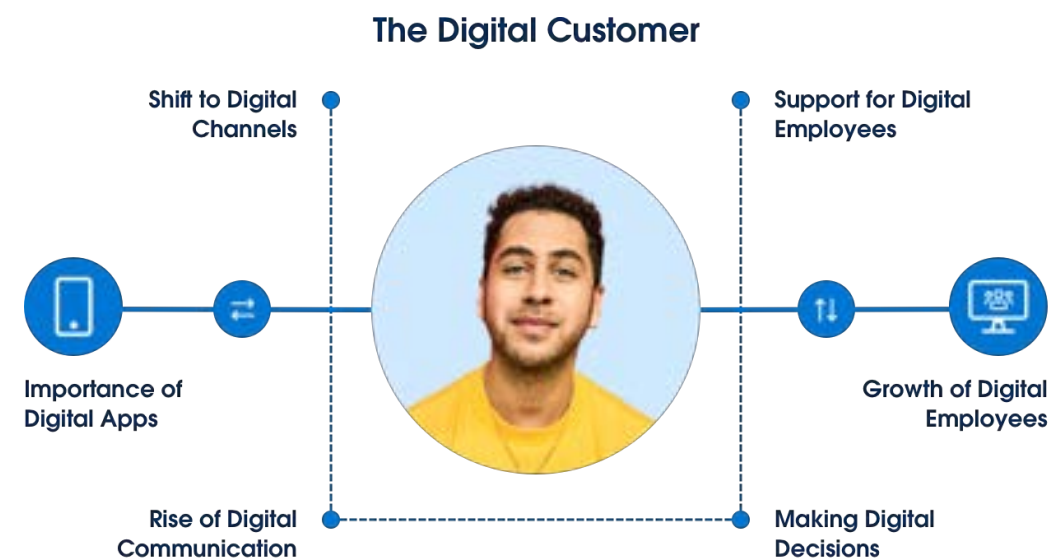 The Digital Customer
Shift to Digital
Channels
Support for Digital
Employees
Importance of
Digital Apps
Growth of Digital
Employees
Rise of Digital
Communication
Making Digital
Decisions